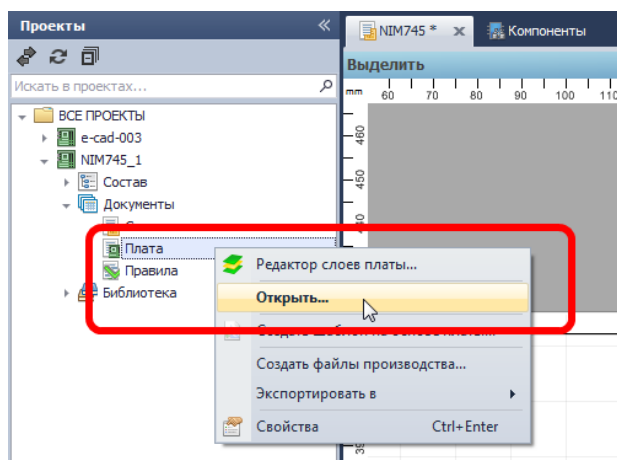 Проекты
Искать в проектах...
ВСЕ ПРОЕКТЫ
e-cad-003
NIM745_1
Состав
Документы
Плата
Правила
Библиотека
NIM745 *
Компоненты
Выделить
mm 60 70 80 90 100 110
460
450
Редактор слоев платы...
Открыть...
Создать файлы производства...
Экспортировать в
Свойства Ctrl+Enter